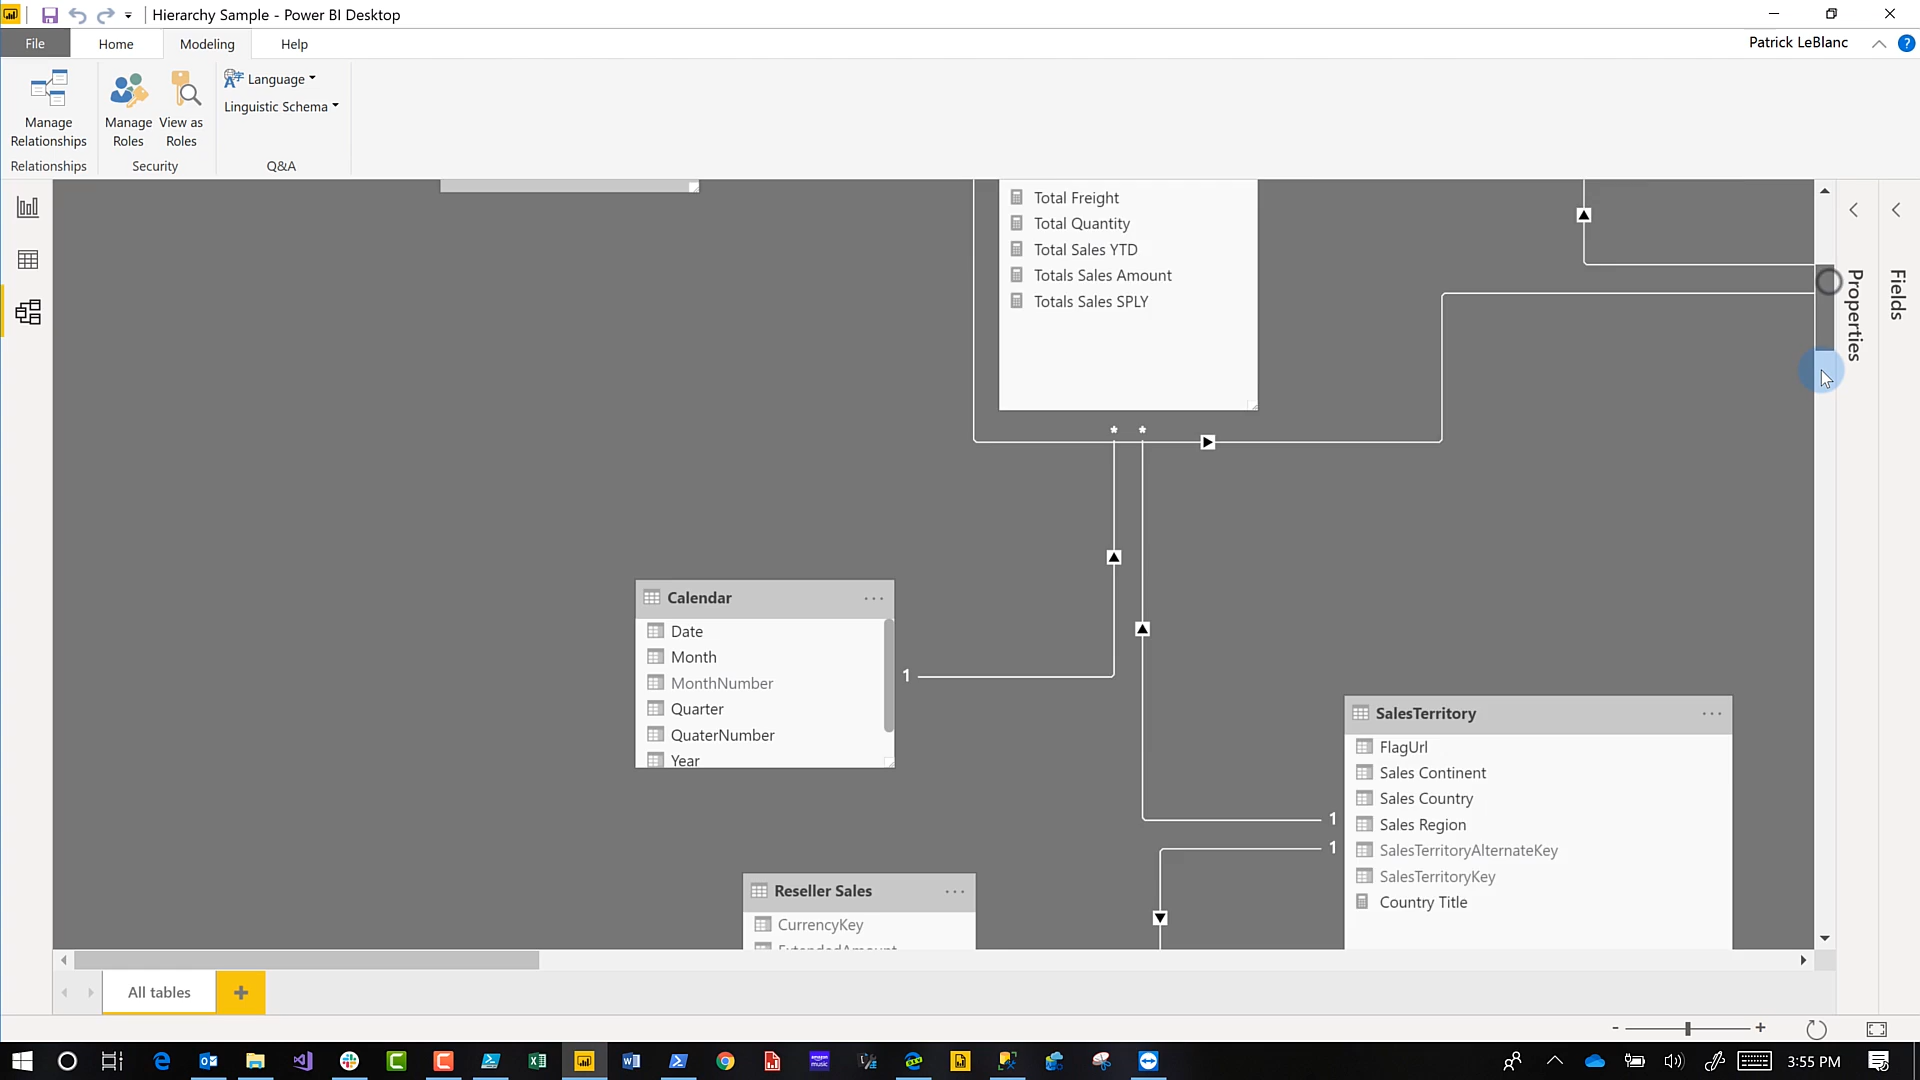 Hierarchy Sample - Power BI Desktop
File
Home
Modeling
Help
Patrick LeBlanc
?
Manage Relationships
Manage Roles
View as Roles
Language
Linguistic Schema
Relationships
Security
Q&A
Total Freight
Total Quantity
Total Sales YTD
Totals Sales Amount
Totals Sales SPLY
* *
Properties
Fields
Calendar
...
Date
Month
MonthNumber
Quarter
QuaterNumber
Year
1
SalesTerritory
...
FlagUrl
Sales Continent
Sales Country
Sales Region
SalesTerritoryAlternateKey
SalesTerritoryKey
Country Title
1
1
Reseller Sales
...
CurrencyKey
ExtendedAmount
All tables
+
- +
3:55 PM